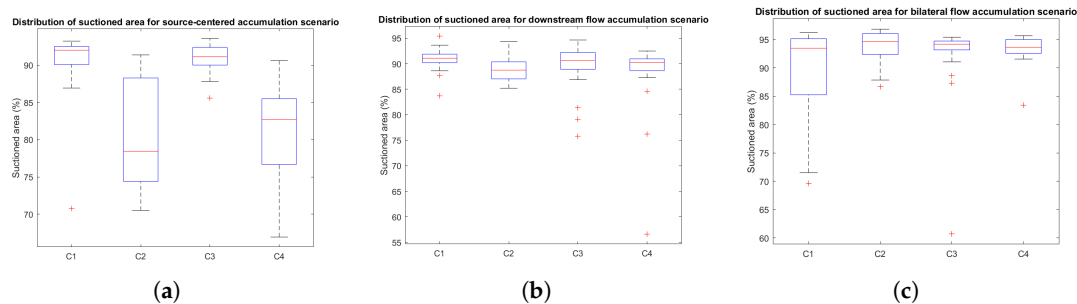 Distribution of suctioned area for source-centered accumulation scenario
Suctioned area (%)
90
85
80
75
70
C1 C2 C3 C4
(a)
Distribution of suctioned area for downstream flow accumulation scenario
Suctioned area (%)
95
90
85
80
75
70
65
60
55
C1 C2 C3 C4
(b)
Distribution of suctioned area for bilateral flow accumulation scenario
Suctioned area (%)
95
90
85
80
75
70
65
60
C1 C2 C3 C4
(c)